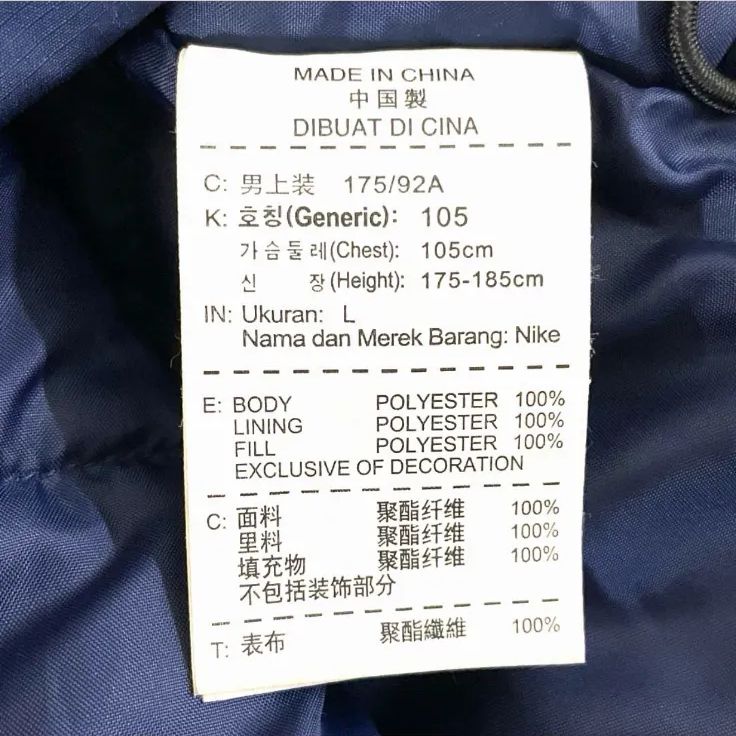 MADE IN CHINA
中国製
DIBUAT DI CINA
C: 男上装 175/92A
K: 호칭(Generic): 105
가슴둘레(Chest): 105cm
신 장(Height): 175-185cm
IN: Ukuran: L
Nama dan Merek Barang: Nike
E: BODY POLYESTER 100%
LINING POLYESTER 100%
FILL POLYESTER 100%
EXCLUSIVE OF DECORATION
C: 面料 聚酯纤维 100%
里料 聚酯纤维 100%
填充物 聚酯纤维 100%
不包括装饰部分
T: 表布 聚酯纖維 100%